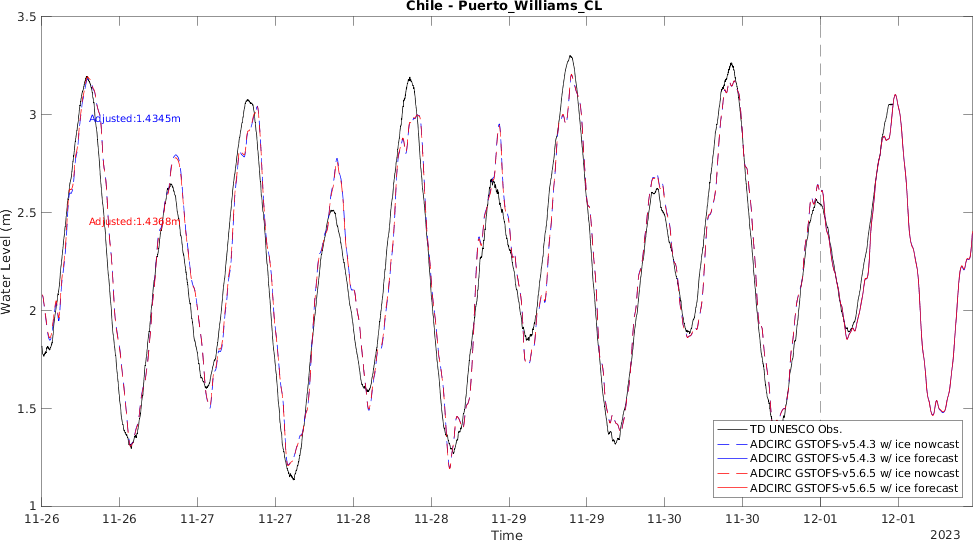 Chile - Puerto_Williams_CL
3.5
3
2.5
2
1.5
1
Water Level (m)
Adjusted:1.4345m
Adjusted:1.4368m
TD UNESCO Obs.
ADCIRC GSTOFS-v5.4.3 w/ ice nowcast
ADCIRC GSTOFS-v5.4.3 w/ ice forecast
ADCIRC GSTOFS-v5.6.5 w/ ice nowcast
ADCIRC GSTOFS-v5.6.5 w/ ice forecast
11-26 11-26 11-27 11-27 11-28 11-28 11-29 11-29 11-30 11-30 12-01 12-01
Time
2023